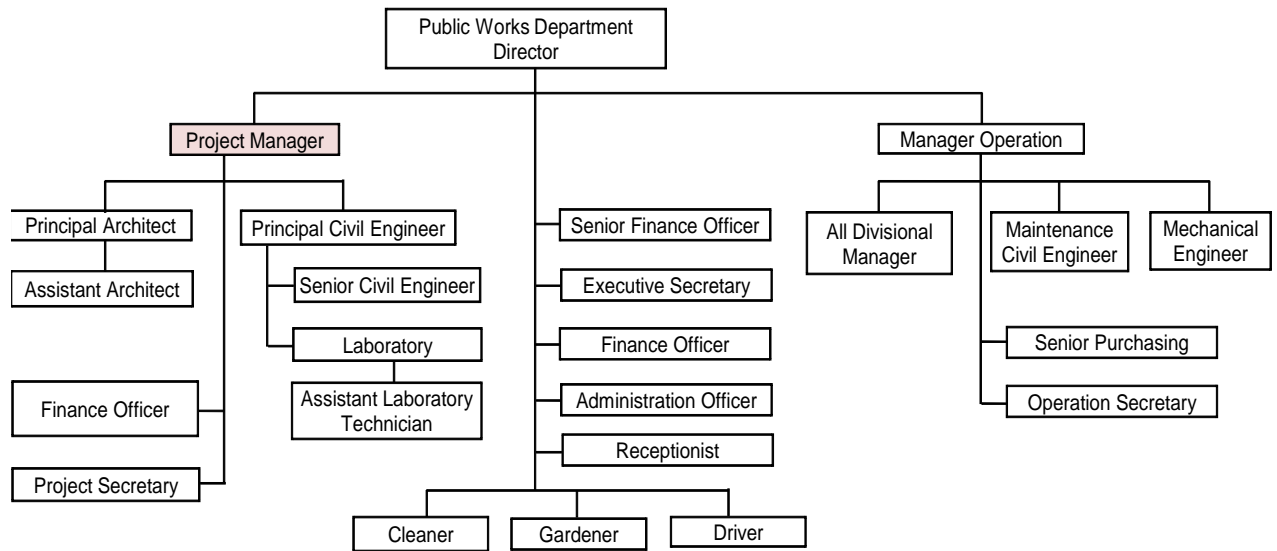 Public Works Department
Director
Project Manager
Manager Operation
Principal Architect
Principal Civil Engineer
Senior Finance Officer
All Divisional
Manager
Maintenance
Civil Engineer
Mechanical
Engineer
Assistant Architect
Senior Civil Engineer
Executive Secretary
Laboratory
Finance Officer
Senior Purchasing
Assistant Laboratory
Technician
Finance Officer
Administration Officer
Operation Secretary
Receptionist
Project Secretary
Cleaner
Gardener
Driver